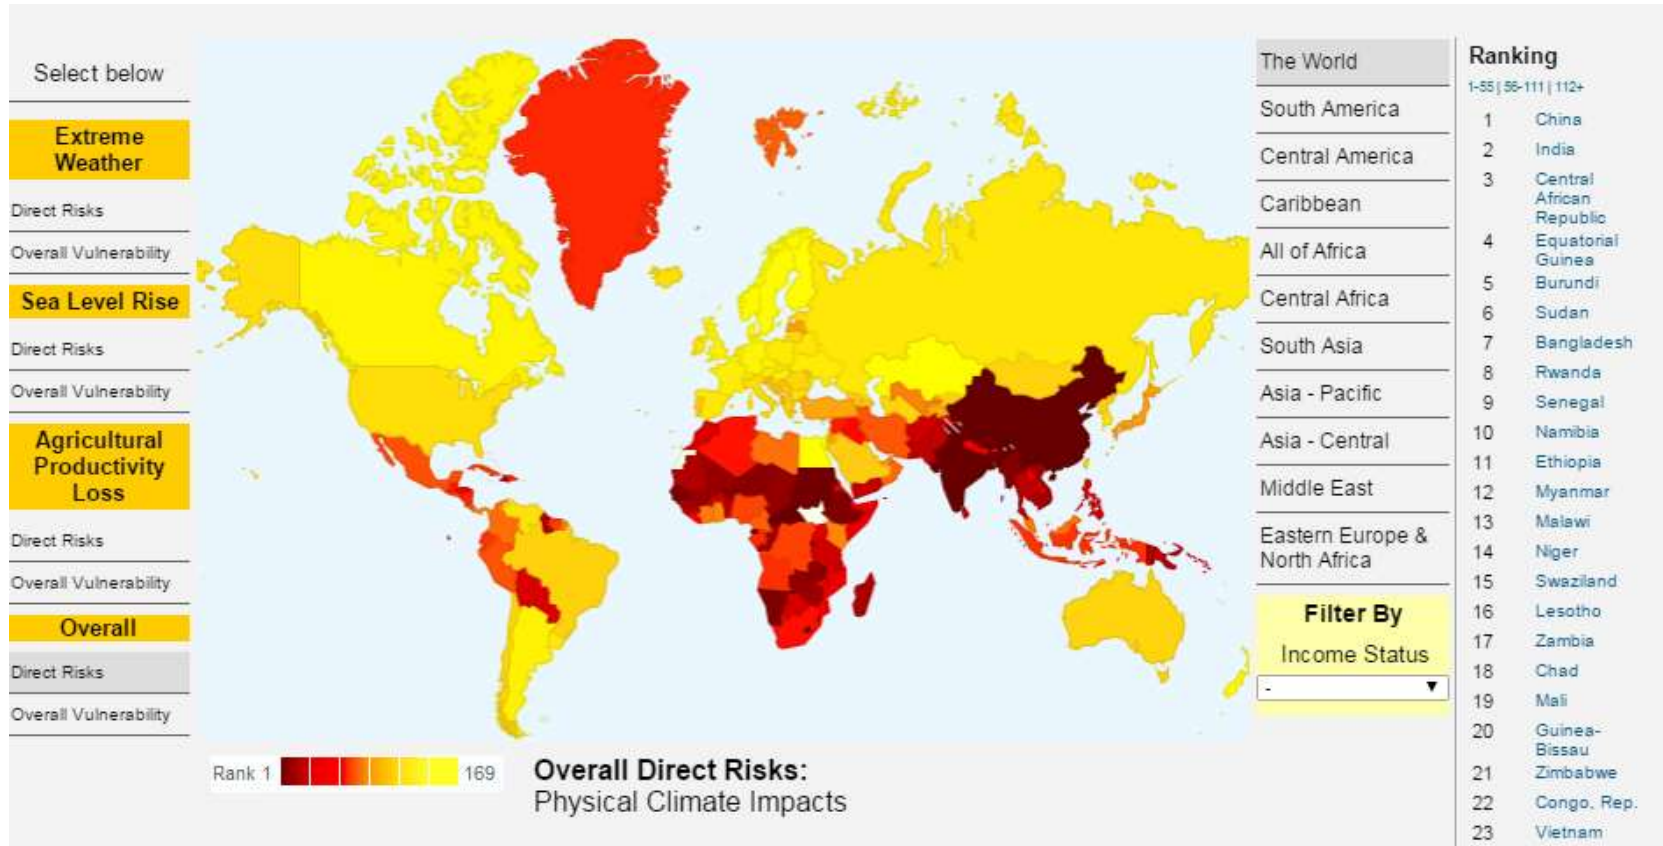 Select below
Extreme
Weather
Direct Risks
Overall Vulnerability
Sea Level Rise
Direct Risks
Overall Vulnerability
Agricultural
Productivity
Loss
Direct Risks
Overall Vulnerability
Overall
Direct Risks
Overall Vulnerability
Rank 1
169
Overall Direct Risks:
Physical Climate Impacts
The World
South America
Central America
Caribbean
All of Africa
Central Africa
South Asia
Asia - Pacific
Asia - Central
Middle East
Eastern Europe &
North Africa
Filter By
Income Status
- ▼
Ranking
1-55 | 56-111 | 112+
1 China
2 India
3 Central
African
Republic
4 Equatorial
Guinea
5 Burundi
6 Sudan
7 Bangladesh
8 Rwanda
9 Senegal
10 Namibia
11 Ethiopia
12 Myanmar
13 Malawi
14 Niger
15 Swaziland
16 Lesotho
17 Zambia
18 Chad
19 Mali
20 Guinea-
Bissau
21 Zimbabwe
22 Congo, Rep.
23 Vietnam